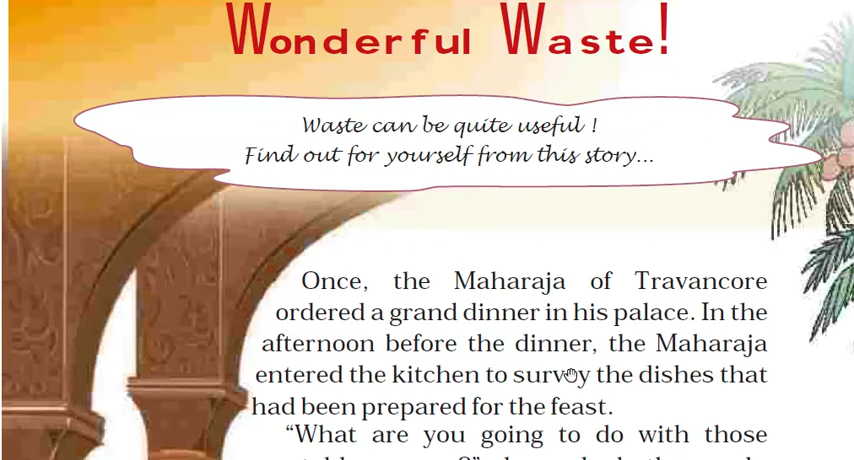 Wonderful Waste!
Waste can be quite useful !
Find out for yourself from this story...
Once, the Maharaja of Travancore
ordered a grand dinner in his palace. In the
afternoon before the dinner, the Maharaja
entered the kitchen to survey the dishes that
had been prepared for the feast.
“What are you going to do with those